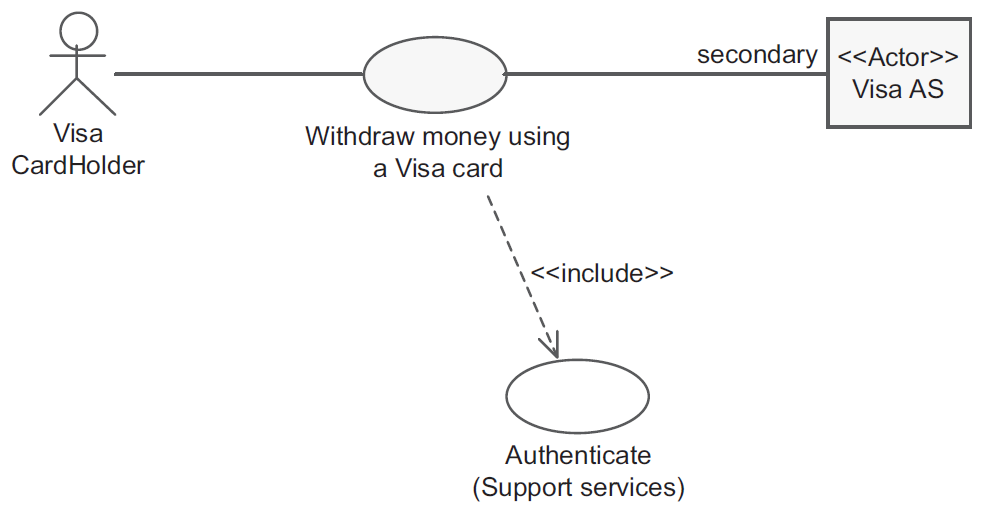 secondary
<<Actor>>
Visa AS
Visa
CardHolder
Withdraw money using
a Visa card
<<include>>
Authenticate
(Support services)